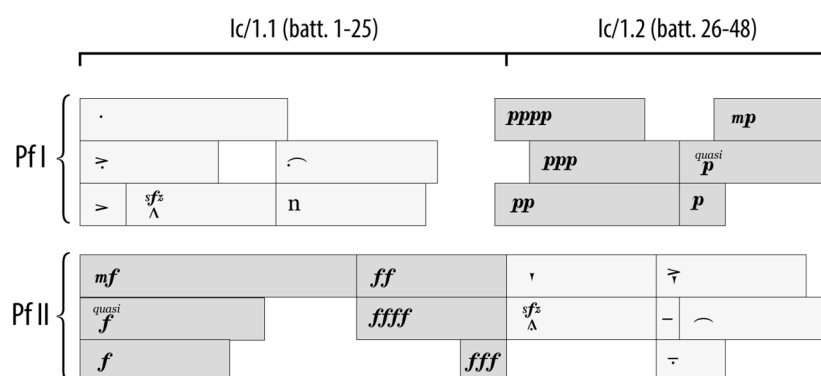 Ic/1.1 (batt. 1-25) Ic/1.2 (batt. 26-48)
pppp mp
Pf I ppp quasi p
sfz n pp p
mf ff
Pf II quasi f ffff sfz
f fff